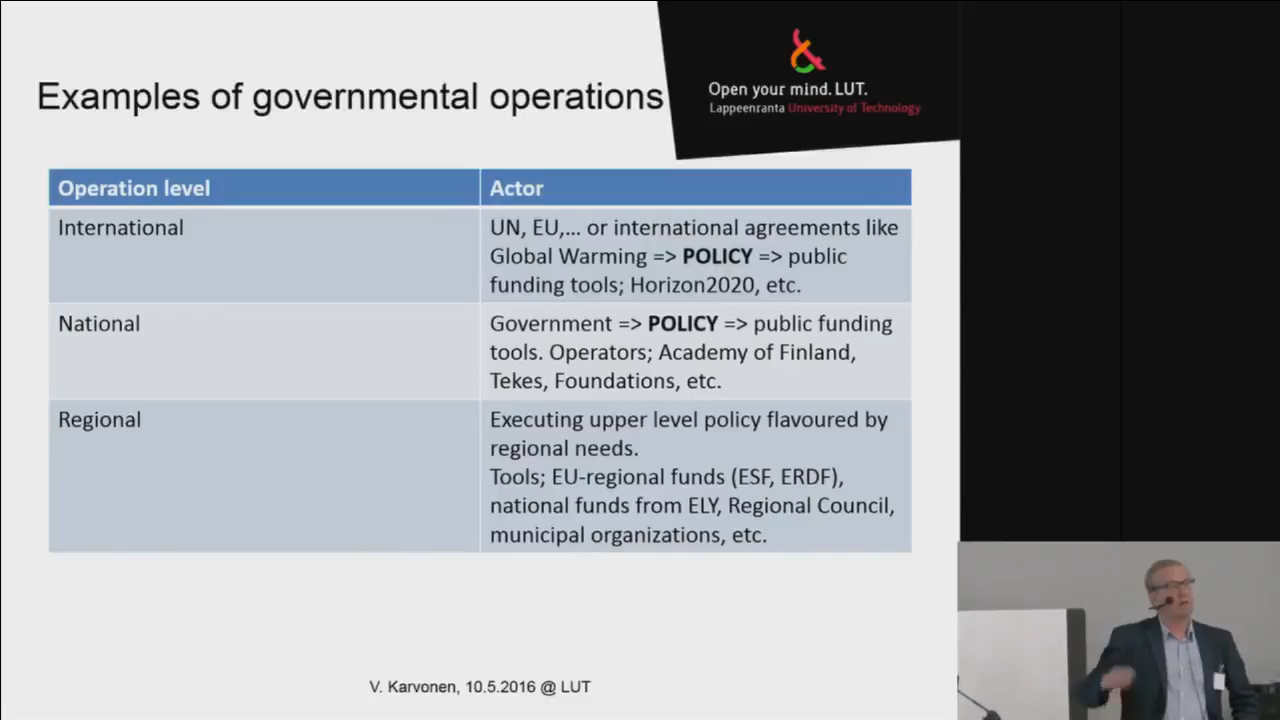 Examples of governmental operations
Open your mind. LUT.
Lappeenranta University of Technology
Operation level
Actor
International
UN, EU,... or international agreements like
Global Warming => POLICY => public
funding tools; Horizon2020, etc.
National
Government => POLICY => public funding
tools. Operators; Academy of Finland,
Tekes, Foundations, etc.
Regional
Executing upper level policy flavoured by
regional needs.
Tools; EU-regional funds (ESF, ERDF),
national funds from ELY, Regional Council,
municipal organizations, etc.
V. Karvonen, 10.5.2016 @ LUT